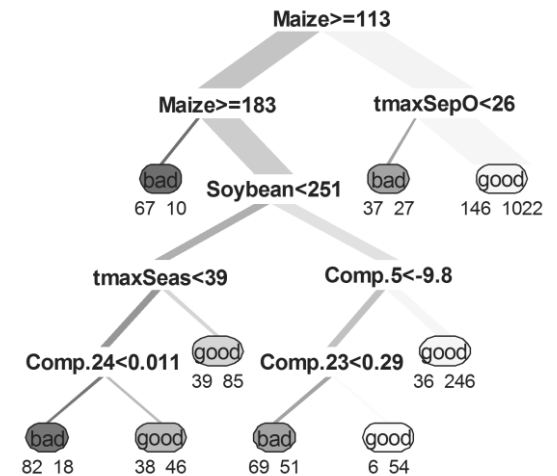 Maize>=113
Maize>=183 tmaxSepO<26
bad bad good
67 10 37 27 146 1022
Soybean<251
tmaxSeas<39 Comp.5<-9.8
good good
39 85 36 246
Comp.24<0.011 Comp.23<0.29
bad good bad good
82 18 38 46 69 51 6 54